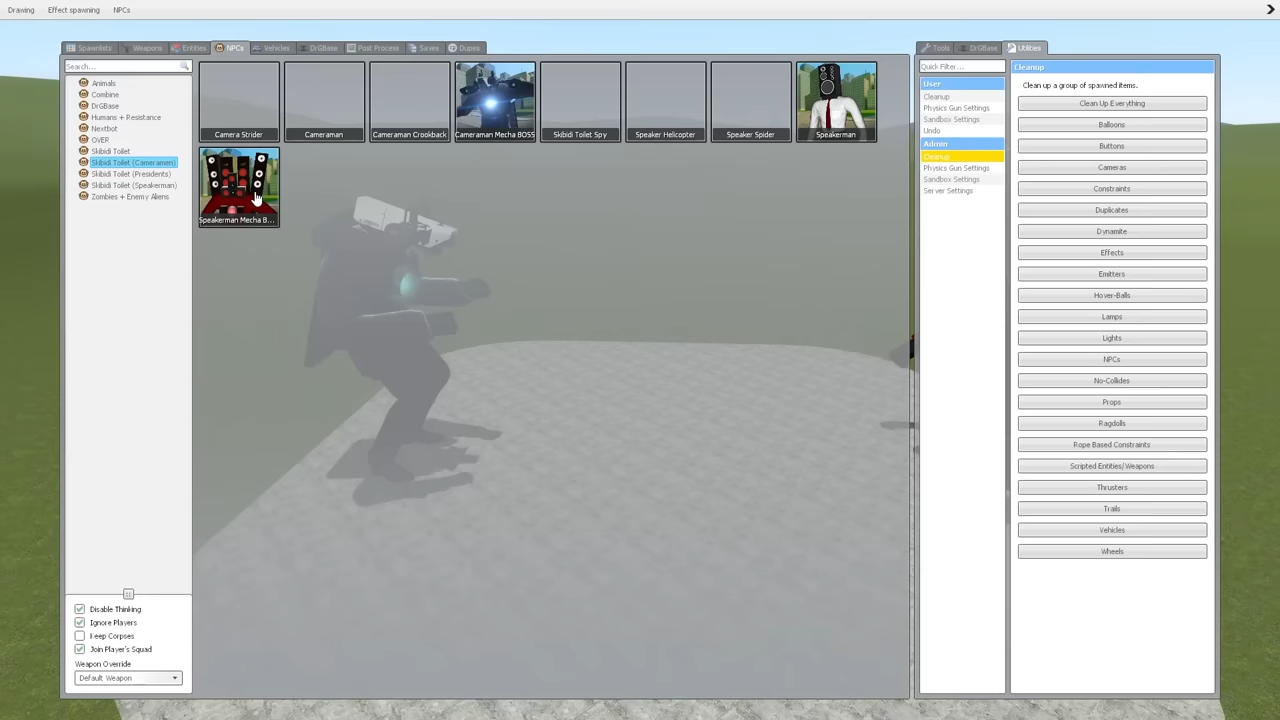 Drawing Effect spawning NPCs
Spawnlists Weapons Entities NPCs Vehicles DrGBase Post Process Saves Dupes
Search...
Animals
Combine
DrGBase
Humans + Resistance
Nextbot
OVER
Skibidi Toilet
Skibidi Toilet (Cameramen)
Skibidi Toilet (Presidents)
Skibidi Toilet (Speakerman)
Zombies + Enemy Aliens
Camera Strider
Cameraman
Cameraman Crookback
Cameraman Mecha BOSS
Skibidi Toilet Spy
Speaker Helicopter
Speaker Spider
Speakerman
Speakerman Mecha B...
Disable Thinking
Ignore Players
Keep Corpses
Join Player's Squad
Weapon Override
Default Weapon
Tools DrGBase Utilities
Quick Filter...
User
Cleanup
Physics Gun Settings
Sandbox Settings
Undo
Admin
Cleanup
Physics Gun Settings
Sandbox Settings
Server Settings
Cleanup
Clean up a group of spawned items.
Clean Up Everything
Balloons
Buttons
Cameras
Constraints
Duplicates
Dynamite
Effects
Emitters
Hover-Balls
Lamps
Lights
NPCs
No-Collides
Props
Ragdolls
Rope Based Constraints
Scripted Entities/Weapons
Thrusters
Trails
Vehicles
Wheels